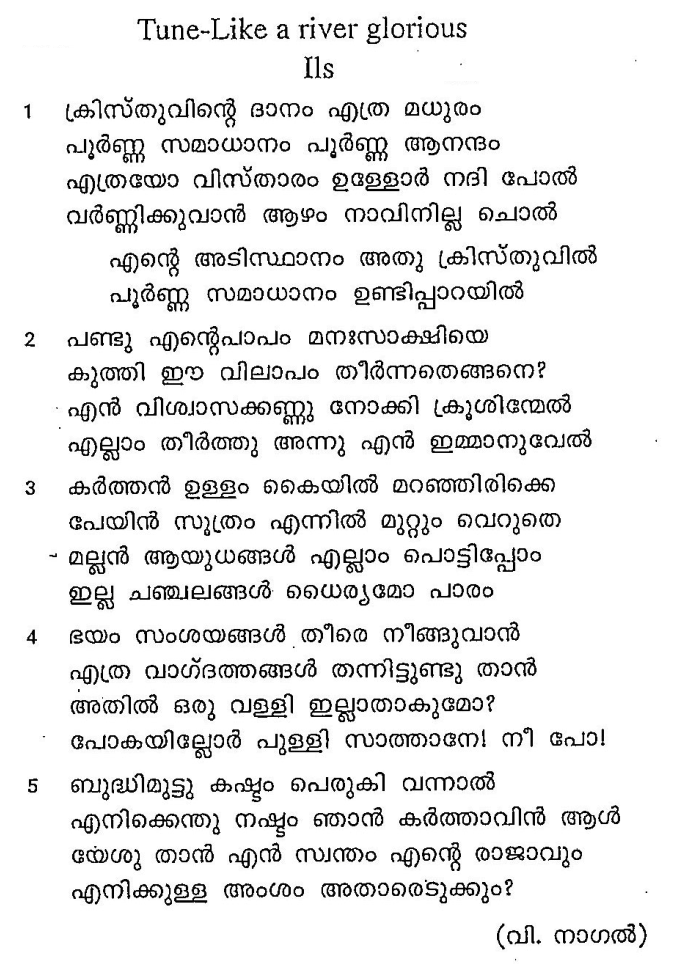 Tune-Like a river glorious
11s
1 ക്രിസ്തുവിന്റെ ദാനം എത്ര മധുരം
പൂർണ്ണ സമാധാനം പൂർണ്ണ ആനന്ദം
എത്രയോ വിസ്താരം ഉള്ളോർ നദി പോൽ
വർണ്ണിക്കുവാൻ ആഴം നാവിനില്ല ചൊൽ
എന്റെ അടിസ്ഥാനം അതു ക്രിസ്തുവിൽ
പൂർണ്ണ സമാധാനം ഉണ്ടിപ്പാറയിൽ
2 പണ്ടു എന്റെപാപം മനഃസാക്ഷിയെ
കുത്തി ഈ വിലാപം തീർന്നതെങ്ങനെ?
എൻ വിശ്വാസക്കണ്ണു നോക്കി ക്രൂശിന്മേൽ
എല്ലാം തീർത്തു അന്നു എൻ ഇമ്മാനുവേൽ
3 കർത്തൻ ഉള്ളം കൈയിൽ മറഞ്ഞിരിക്കെ
പേയിൻ സൂത്രം എന്നിൽ മുറ്റും വെറുതെ
മല്ലൻ ആയുധങ്ങൾ എല്ലാം പൊട്ടിപ്പോം
ഇല്ല ചഞ്ചലങ്ങൾ ധൈര്യമോ പാരം
4 ഭയം സംശയങ്ങൾ തീരെ നീങ്ങുവാൻ
എത്ര വാഗ്ദത്തങ്ങൾ തന്നിട്ടുണ്ടു താൻ
അതിൽ ഒരു വള്ളി ഇല്ലാതാകുമോ?
പോകയില്ലോർ പുള്ളി സാത്താനേ! നീ പോ!
5 ബുദ്ധിമുട്ടു കഷ്ടം പെരുകി വന്നാൽ
എനിക്കെന്തു നഷ്ടം ഞാൻ കർത്താവിൻ ആൾ
യേശു താൻ എൻ സ്വന്തം എന്റെ രാജാവും
എനിക്കുള്ള അംശം അതാരെടുക്കും?
(വി. നാഗൽ)